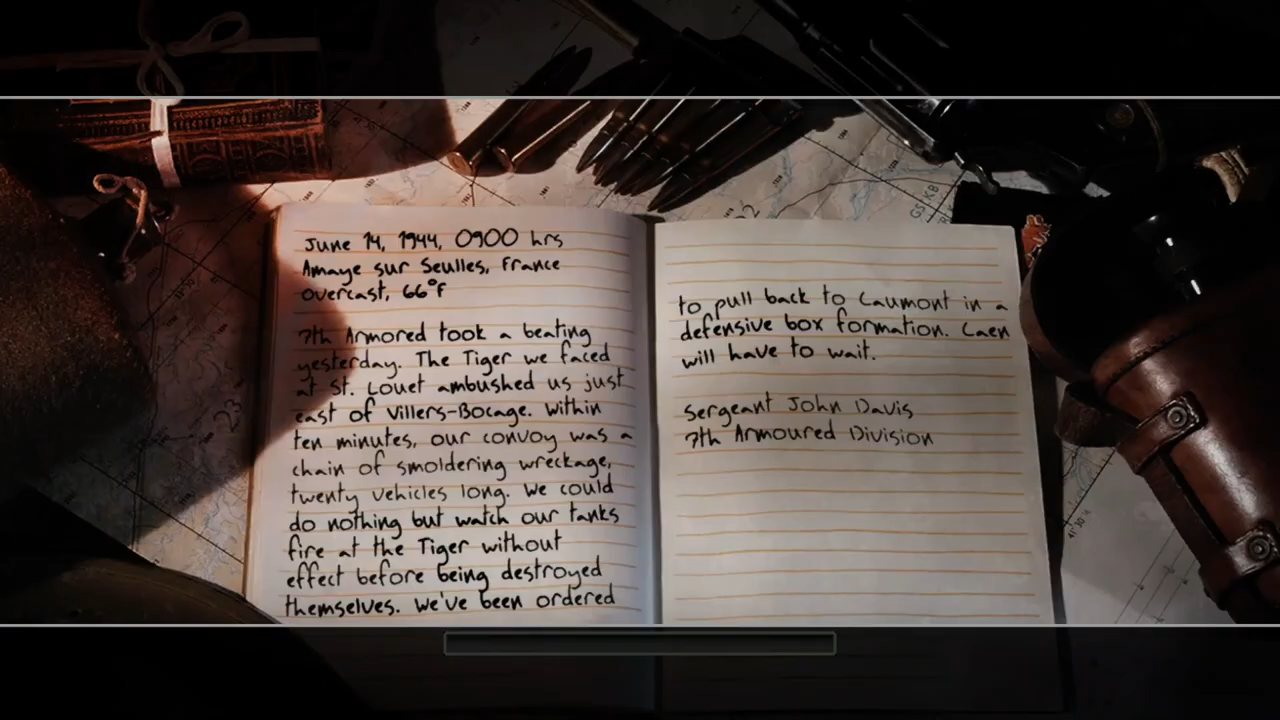 June 14, 1944, 0900 hrs
Amaye sur Seulles, France
Overcast, 66°F
7th Armored took a beating
yesterday. The Tiger we faced
at St. Louet ambushed us just
east of Villers-Bocage. Within
ten minutes, our convoy was a
chain of smoldering wreckage,
twenty vehicles long. We could
do nothing but watch our tanks
fire at the Tiger without
effect before being destroyed
themselves. We've been ordered
to pull back to Caumont in a
defensive box formation. Caen
will have to wait.
Sergeant John Davis
7th Armoured Division
GSKB
23